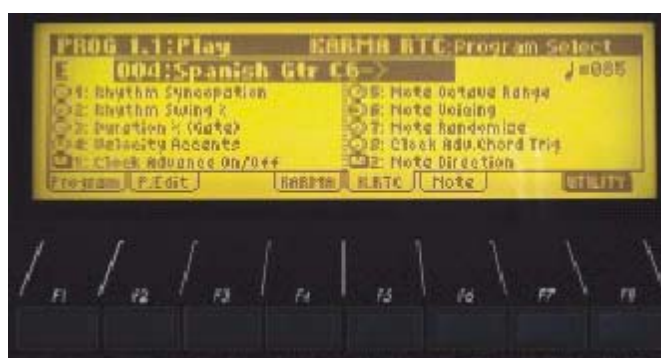 PROG 1.1:Play KARMA RTC:Program Select
E 004:Spanish Gtr C6-> ♩=085
1: Rhythm Syncopation 5: Note Octave Range
2: Rhythm Swing % 6: Note Voicing
3: Duration % (Gate) 7: Note Randomize
4: Velocity Accents 8: Clock Adv.Chord Trig
1: Clock Advance On/Off 2: Note Direction
Program P.Edit KARMA K.RTC Note UTILITY
F1 F2 F3 F4 F5 F6 F7 F8